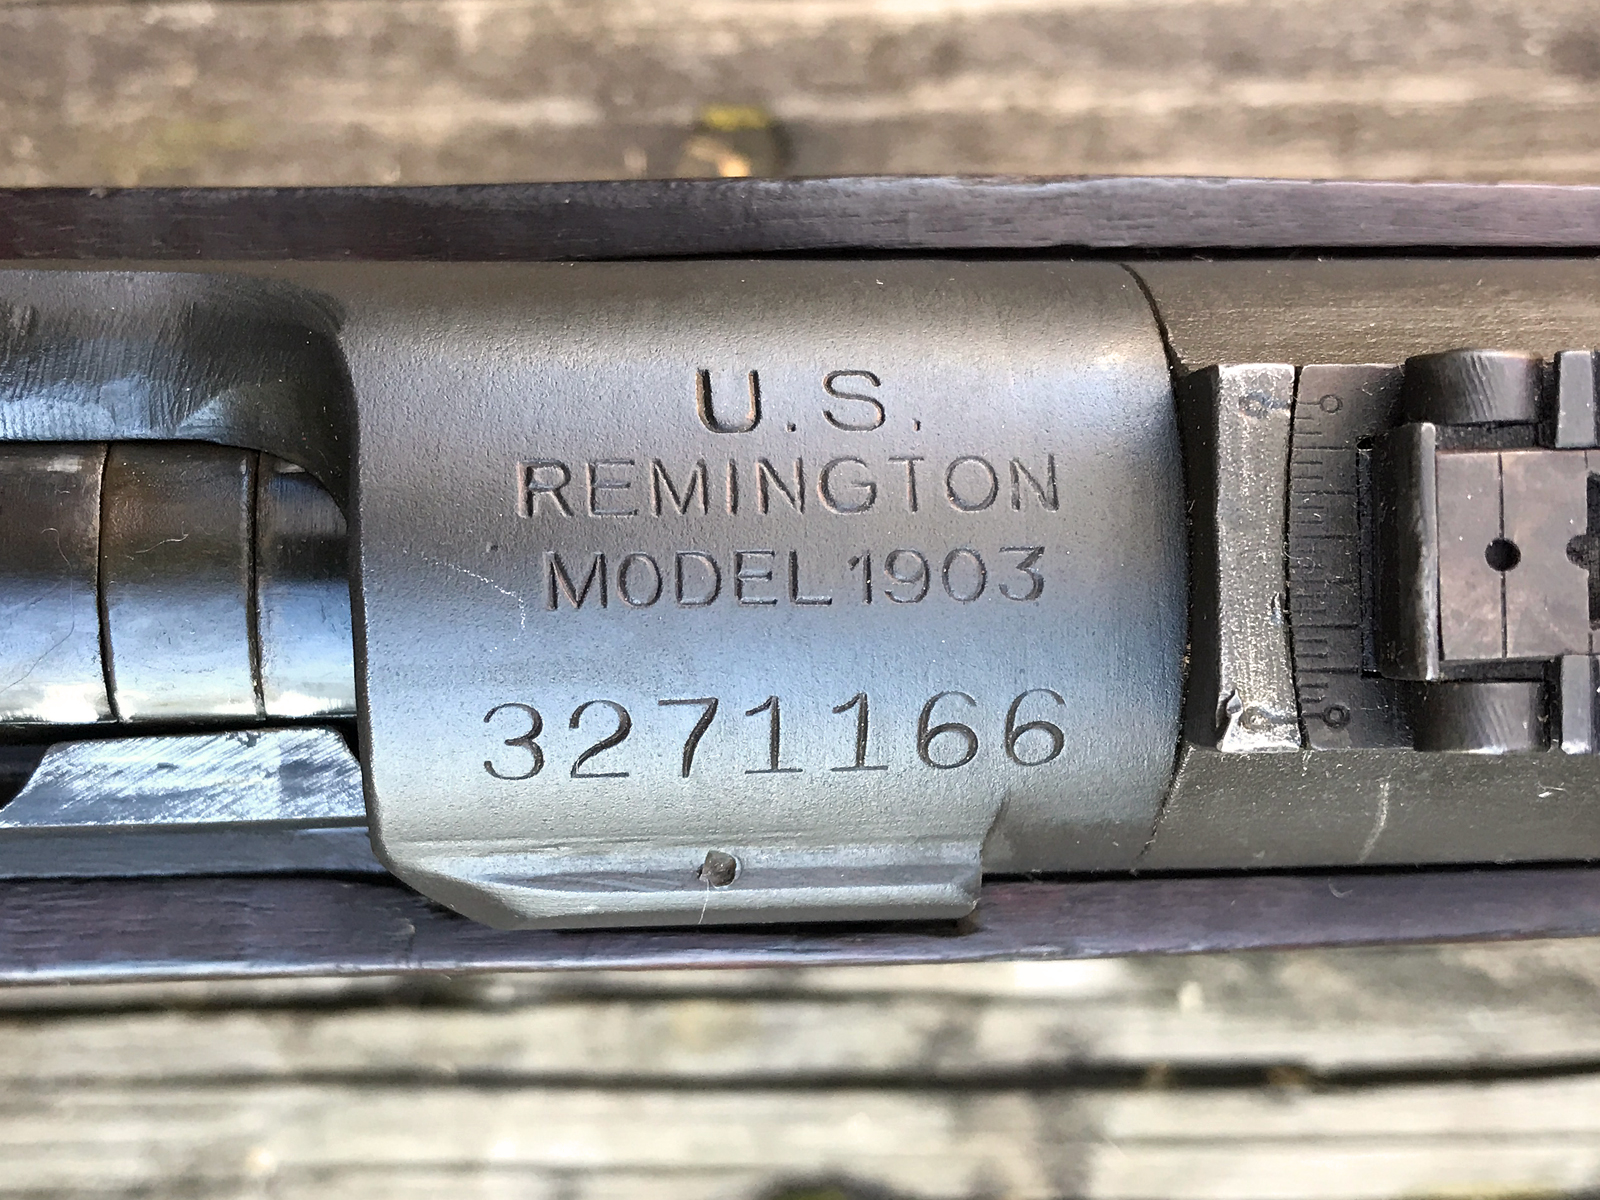 U.S.
REMINGTON
MODEL 1903
3271166